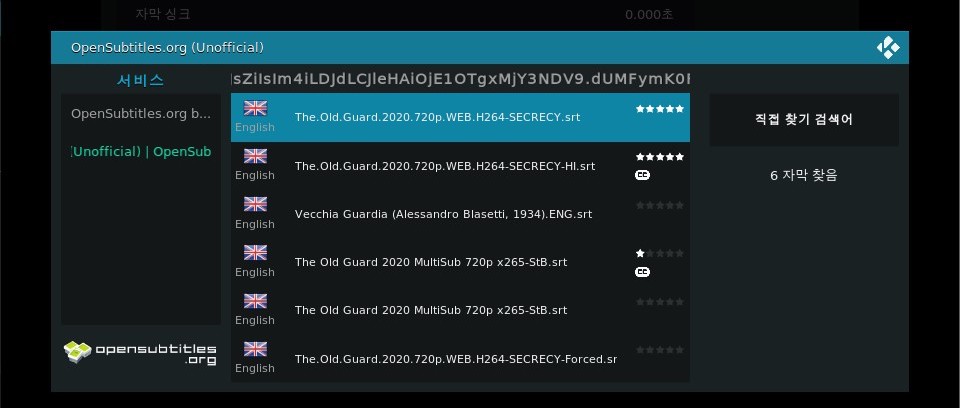 자막 싱크
0.000초
OpenSubtitles.org (Unofficial)
서비스
OpenSubtitles.org b...
(Unofficial) | OpenSub
opensubtitles
.org
IsZiIsIm4iLDJdLCJleHAiOjE1OTgxMjY3NDV9.dUMFymK0F
English
The.Old.Guard.2020.720p.WEB.H264-SECRECY.srt
English
The.Old.Guard.2020.720p.WEB.H264-SECRECY-HI.srt
CC
English
Vecchia Guardia (Alessandro Blasetti, 1934).ENG.srt
English
The Old Guard 2020 MultiSub 720p x265-StB.srt
CC
English
The Old Guard 2020 MultiSub 720p x265-StB.srt
English
The.Old.Guard.2020.720p.WEB.H264-SECRECY-Forced.sr
직접 찾기 검색어
6 자막 찾음